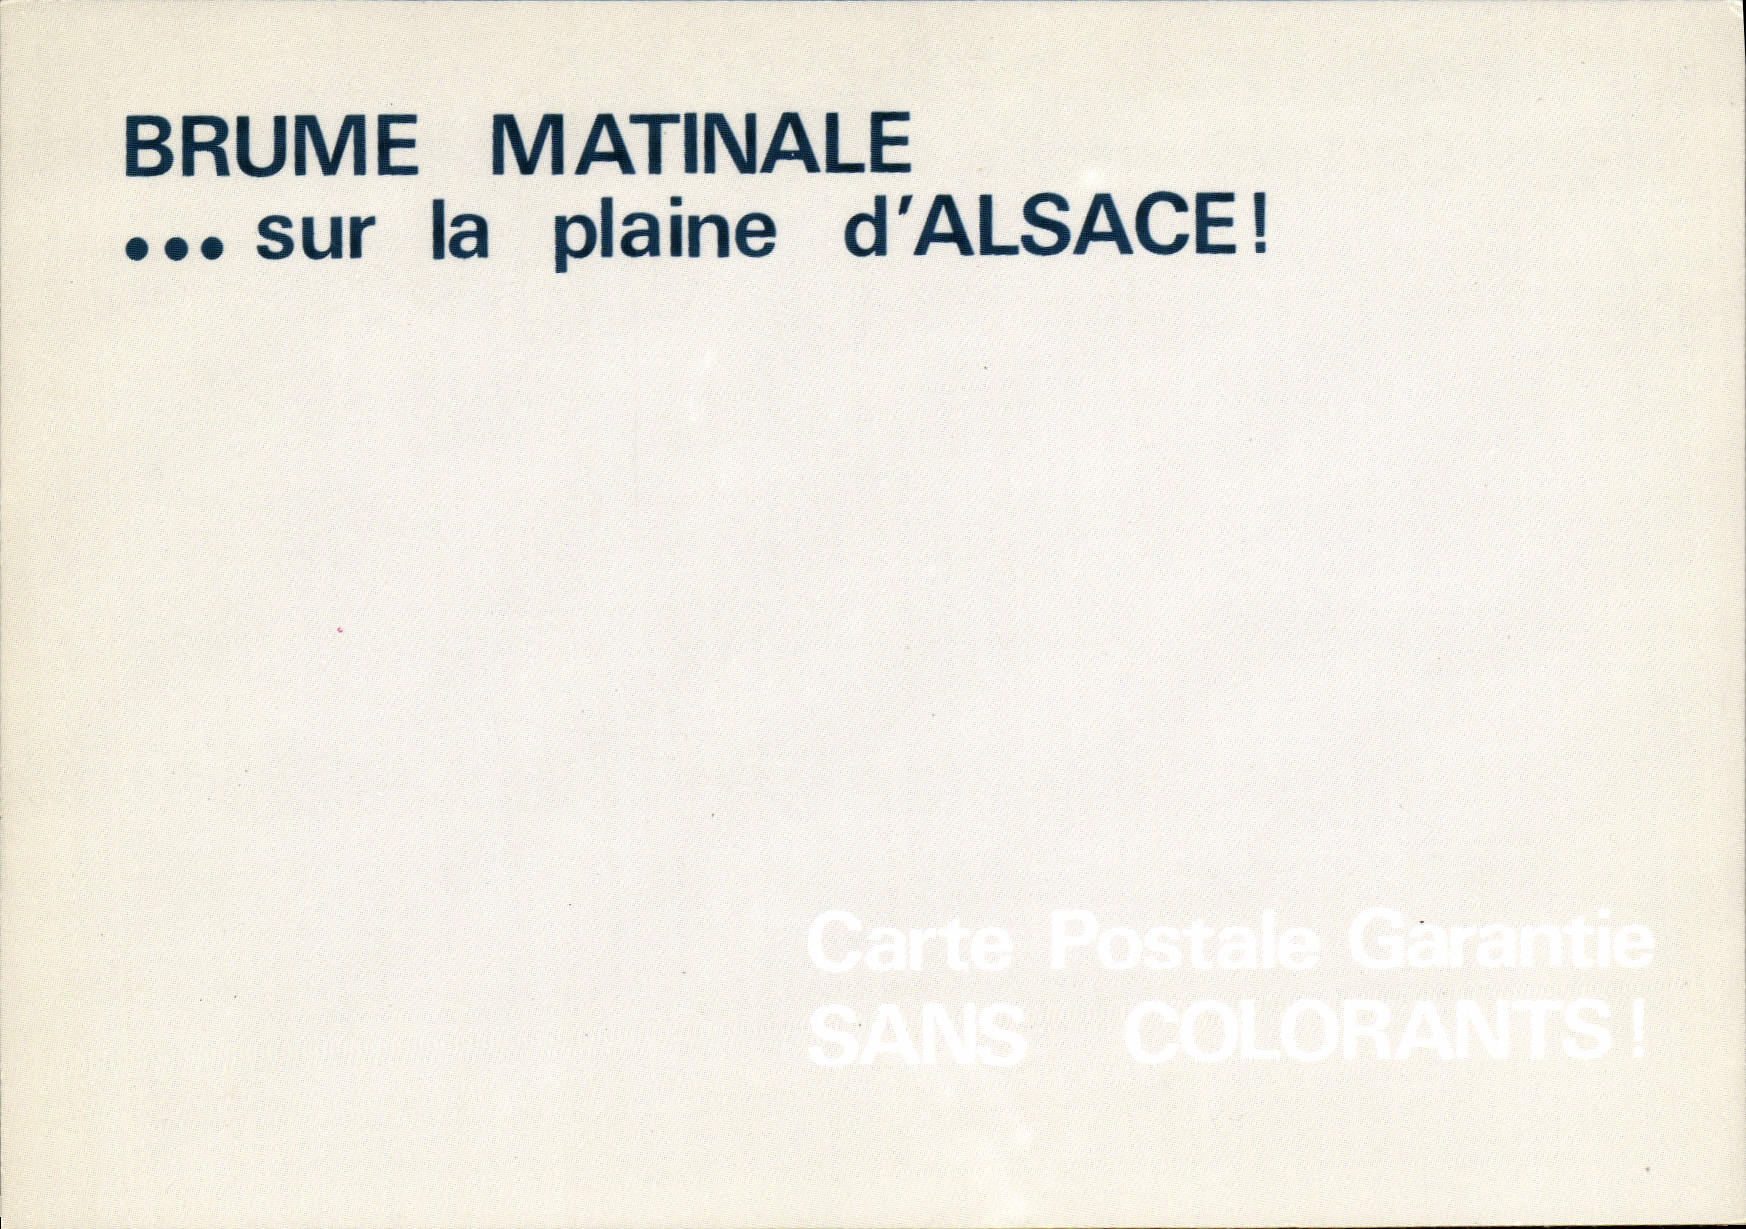 BRUME MATINALE
... sur la plaine d'ALSACE!
Carte Postale Garantie
SANS COLORANTS!